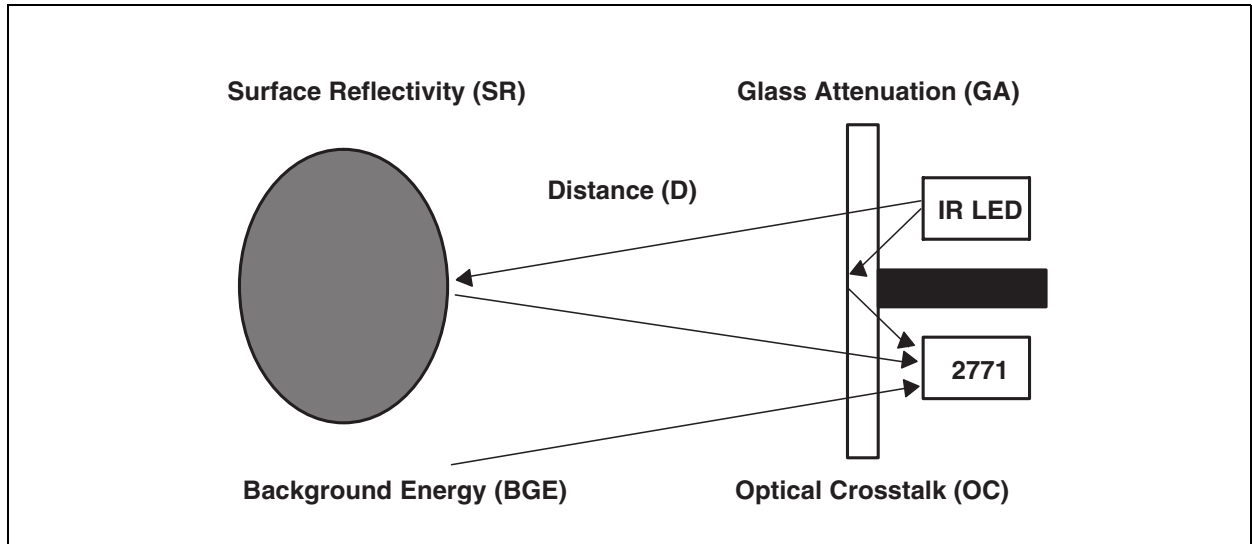 Surface Reflectivity (SR)
Glass Attenuation (GA)
Distance (D)
IR LED
2771
Background Energy (BGE)
Optical Crosstalk (OC)